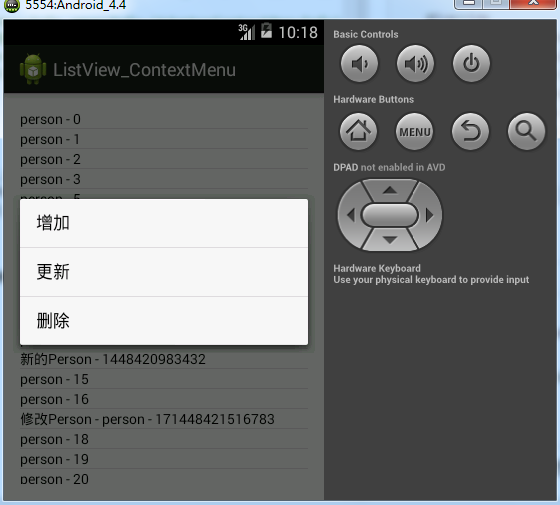 5554:Android_4.4
3G
10:18
ListView_ContextMenu
person - 0
person - 1
person - 2
person - 3
增加
更新
删除
新的Person - 1448420983432
person - 15
person - 16
修改Person - person - 171448421516783
person - 18
person - 19
person - 20
Basic Controls
Hardware Buttons
MENU
DPAD not enabled in AVD
Hardware Keyboard
Use your physical keyboard to provide input